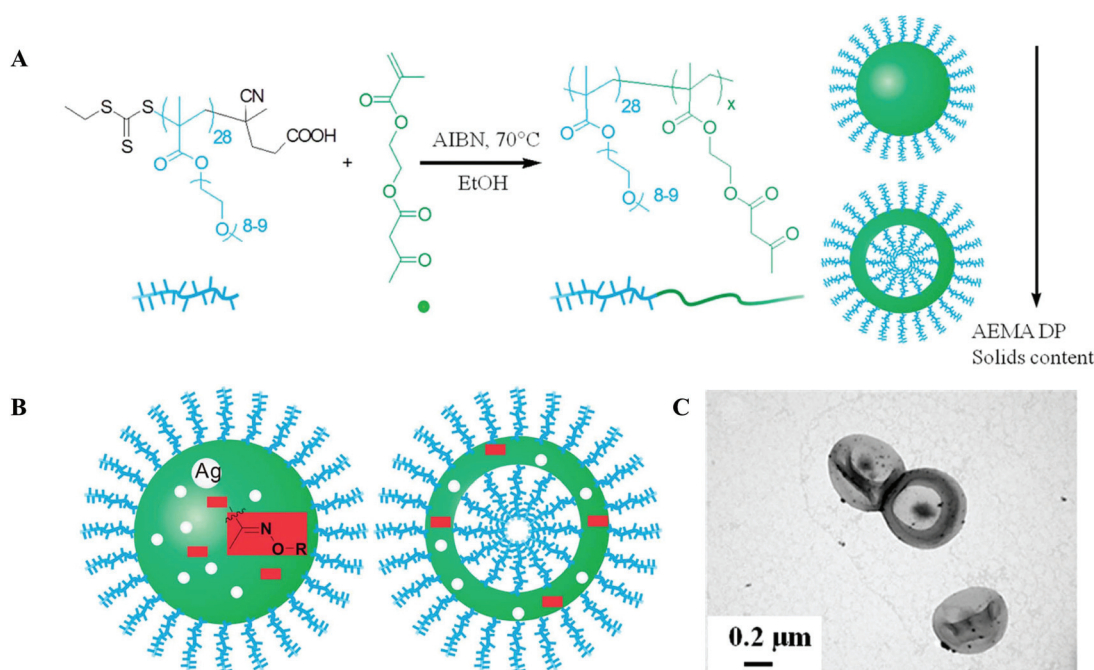 A
S
S
S
CN
28
COOH
O
O
O
8-9
+
O
O
O
O
O
AIBN, 70°C
EtOH
28
x
O
O
O
8-9
O
O
O
O
O
AEMA DP
Solids content
B
Ag
N
O-R
C
0.2 μm